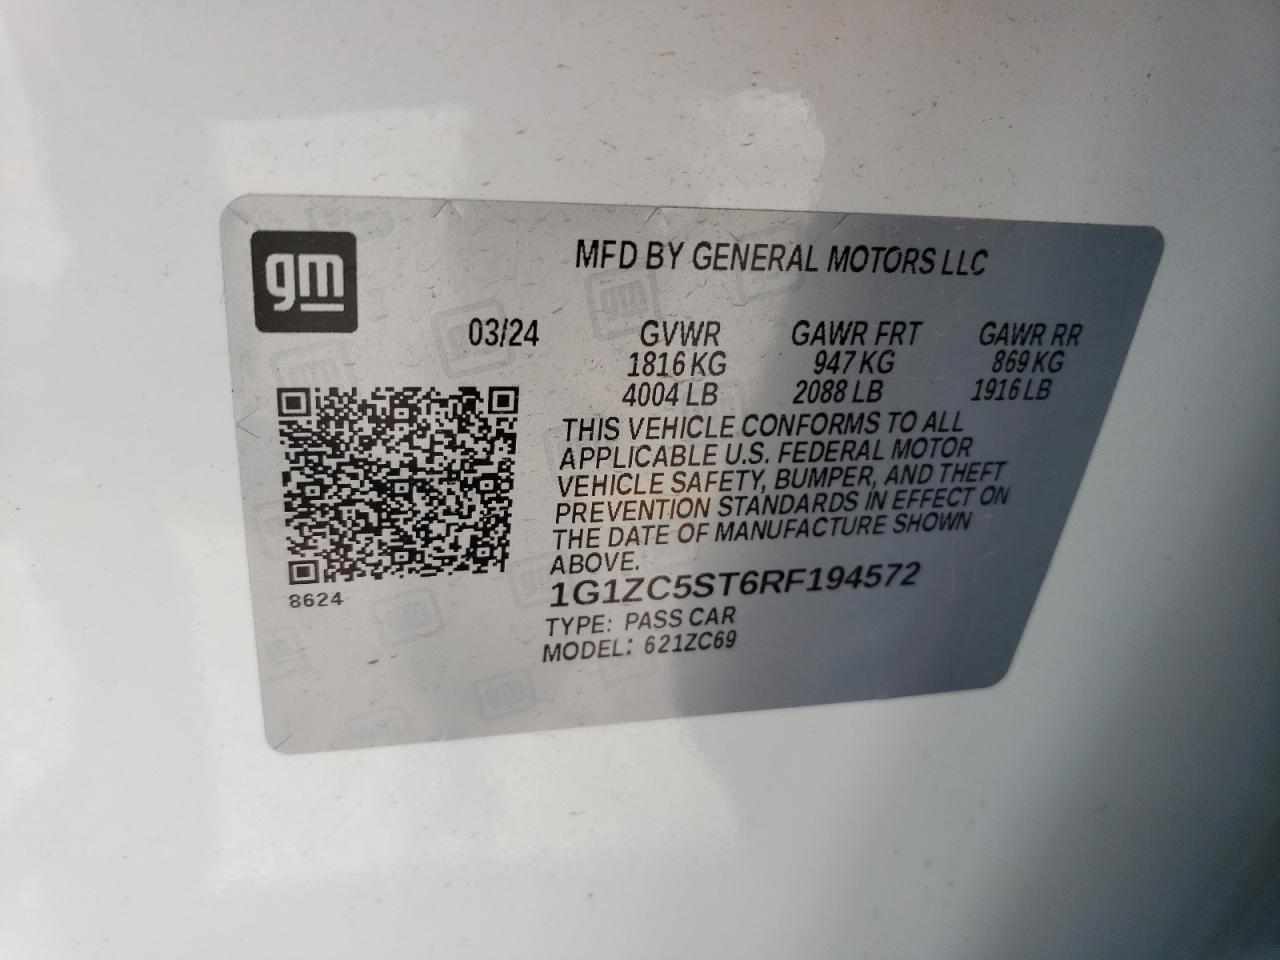 gm
MFD BY GENERAL MOTORS LLC
03/24 GVWR GAWR FRT GAWR RR
1816 KG 947 KG 869 KG
4004 LB 2088 LB 1916 LB
THIS VEHICLE CONFORMS TO ALL
APPLICABLE U.S. FEDERAL MOTOR
VEHICLE SAFETY, BUMPER, AND THEFT
PREVENTION STANDARDS IN EFFECT ON
THE DATE OF MANUFACTURE SHOWN
ABOVE.
8624
1G1ZC5ST6RF194572
TYPE: PASS CAR
MODEL: 621ZC69